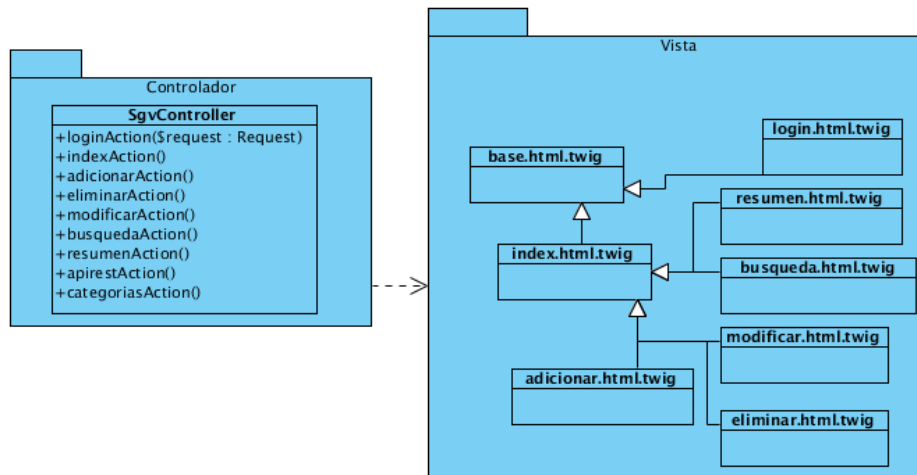 Controlador
SgvController
+loginAction($request : Request)
+indexAction()
+adicionarAction()
+eliminarAction()
+modificarAction()
+busquedaAction()
+resumenAction()
+apirestAction()
+categoriasAction()
Vista
login.html.twig
base.html.twig
resumen.html.twig
index.html.twig
busqueda.html.twig
modificar.html.twig
adicionar.html.twig
eliminar.html.twig